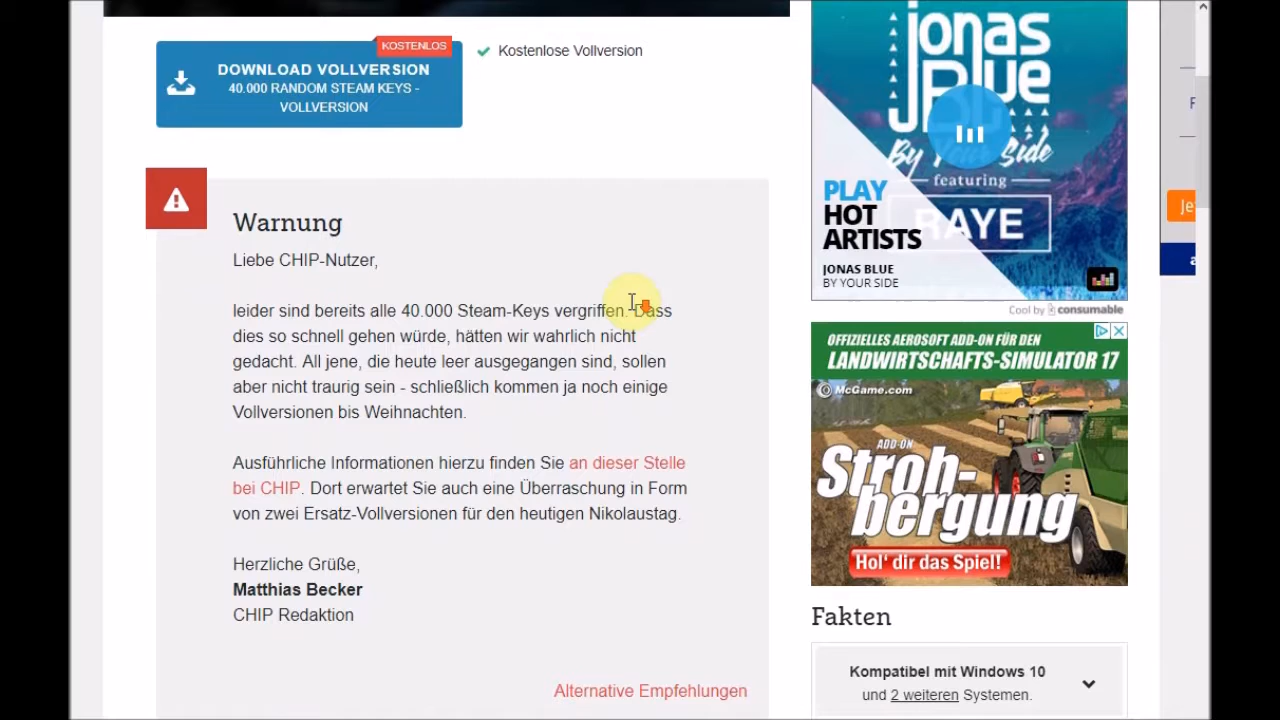 KOSTENLOS
DOWNLOAD VOLLVERSION
40.000 RANDOM STEAM KEYS -
VOLLVERSION
Kostenlose Vollversion
Warnung
Liebe CHIP-Nutzer,
leider sind bereits alle 40.000 Steam-Keys vergriffen. Dass
dies so schnell gehen würde, hätten wir wahrlich nicht
gedacht. All jene, die heute leer ausgegangen sind, sollen
aber nicht traurig sein - schließlich kommen ja noch einige
Vollversionen bis Weihnachten.
Ausführliche Informationen hierzu finden Sie an dieser Stelle
bei CHIP. Dort erwartet Sie auch eine Überraschung in Form
von zwei Ersatz-Vollversionen für den heutigen Nikolaustag.
Herzliche Grüße,
Matthias Becker
CHIP Redaktion
Alternative Empfehlungen
jonas
Blue
By Your Side
featuring
RAYE
PLAY
HOT
ARTISTS
JONAS BLUE
BY YOUR SIDE
Cool by consumable
OFFIZIELLES AEROSOFT ADD-ON FÜR DEN
LANDWIRTSCHAFTS-SIMULATOR 17
McGame.com
ADD-ON
Stroh-
bergung
Hol' dir das Spiel!
Fakten
Kompatibel mit Windows 10
und 2 weiteren Systemen.
F
Je
a